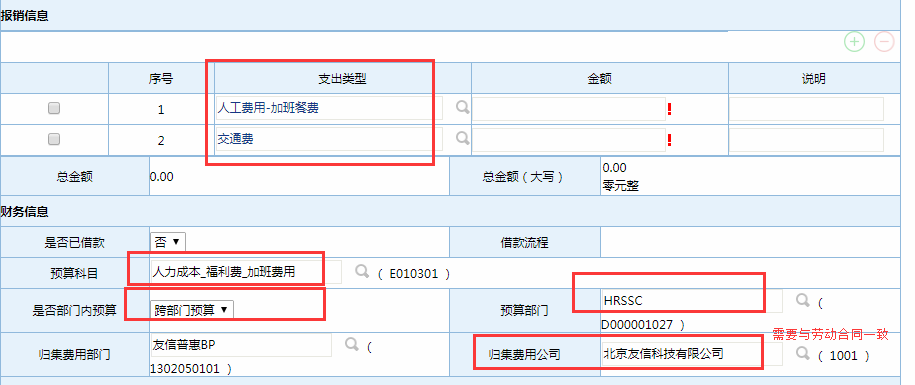 报销信息
序号 支出类型 金额 说明
1 人工费用-加班餐费 !
2 交通费 !
总金额 0.00 总金额（大写） 0.00
零元整
财务信息
是否已借款 否 借款流程
预算科目 人力成本_福利费_加班费用 （ E010301 ）
是否部门内预算 跨部门预算 预算部门 HRSSC （
D000001027 ）
需要与劳动合同一致
归集费用部门 友信普惠BP （ 归集费用公司 北京友信科技有限公司 （ 1001 ）
1302050101 ）